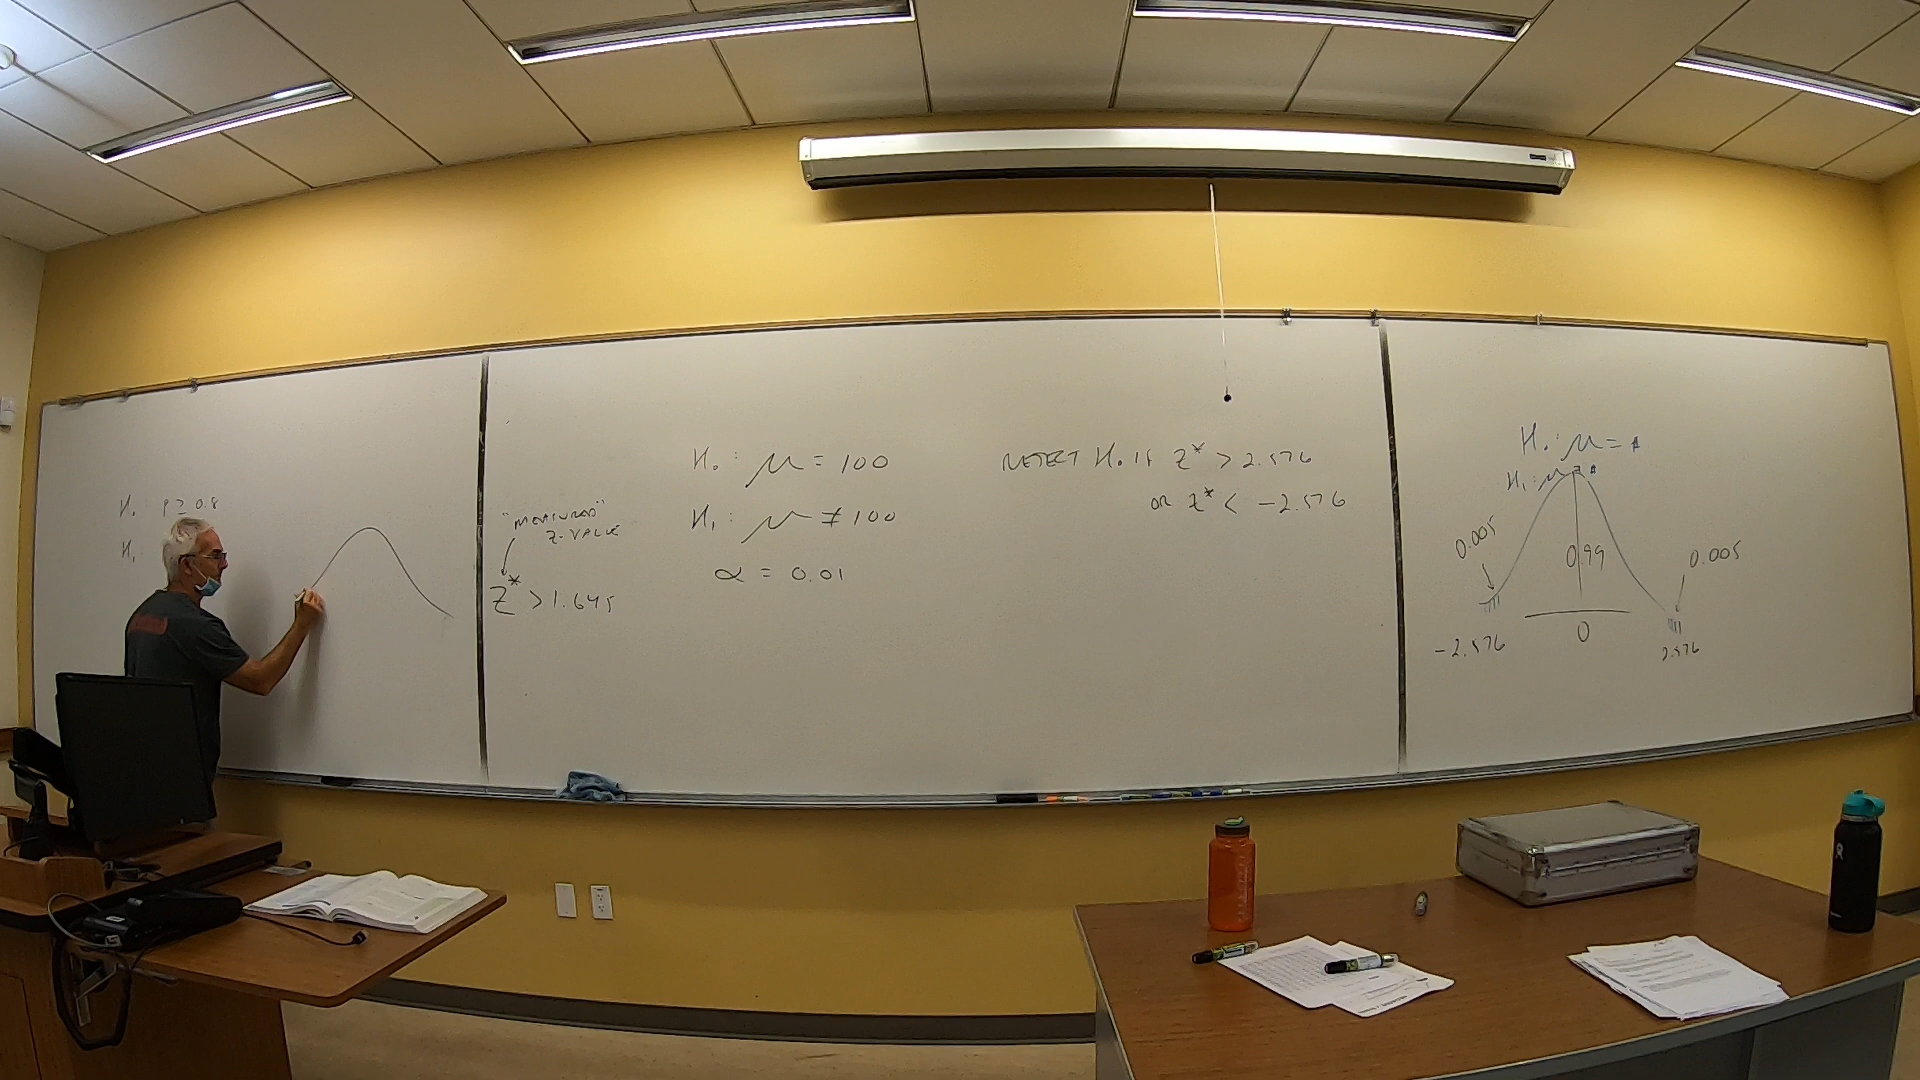 H₀: P ≥ 0.8
H₁
"MEASURED"
Z-VALUE
Z* > 1.645
H₀: μ = 100
H₁: μ ≠ 100
α = 0.01
REJECT H₀ IF Z* > 2.576
OR Z* < -2.576
H₀: μ = A
H₁: μ ≠ A
0.005
0.99
0.005
-2.576
0
2.576